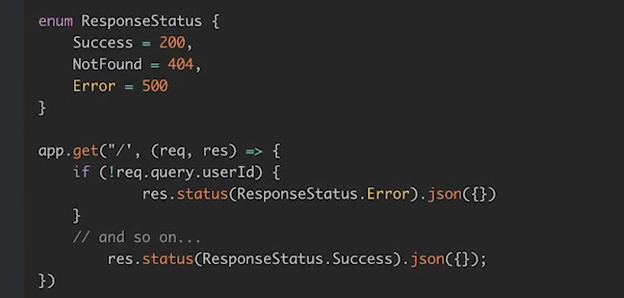 enum ResponseStatus {
    Success = 200,
    NotFound = 404,
    Error = 500
}

app.get("/', (req, res) => {
    if (!req.query.userId) {
            res.status(ResponseStatus.Error).json({})
    }
    // and so on...
        res.status(ResponseStatus.Success).json({});
})